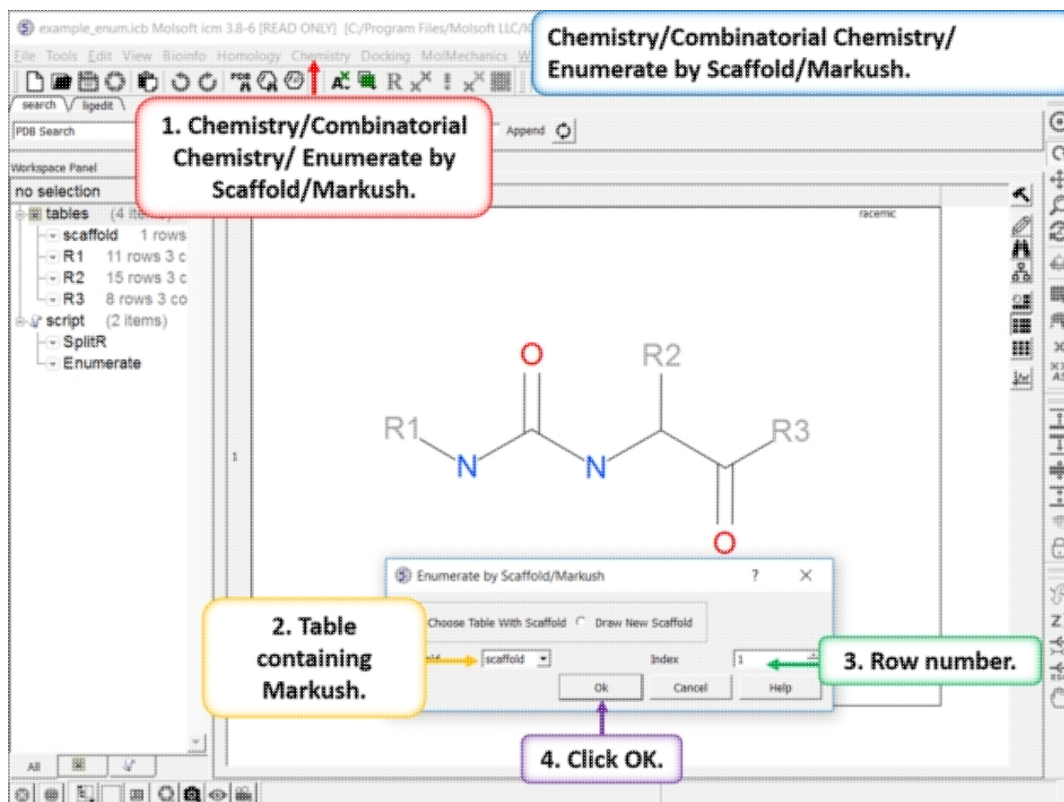 example_enum.icb Molsoft icm 3.8-6 [READ ONLY] [C:/Program Files/Molsoft LLC/IC
Chemistry/Combinatorial Chemistry/
Enumerate by Scaffold/Markush.
File Tools Edit View Bioinfo Homology Chemistry Docking MolMechanics W
search ligedit
PDB Search
Append
1. Chemistry/Combinatorial
Chemistry/ Enumerate by
Scaffold/Markush.
Workspace Panel
no selection
tables (4 items)
scaffold 1 rows
R1 11 rows 3 c
R2 15 rows 3 c
R3 8 rows 3 co
script (2 items)
SplitR
Enumerate
racemic
1
O
R2
R1
R3
N
N
O
Enumerate by Scaffold/Markush ? X
Choose Table With Scaffold Draw New Scaffold
scaffold Index 1
Ok Cancel Help
2. Table
containing
Markush.
3. Row number.
4. Click OK.
All